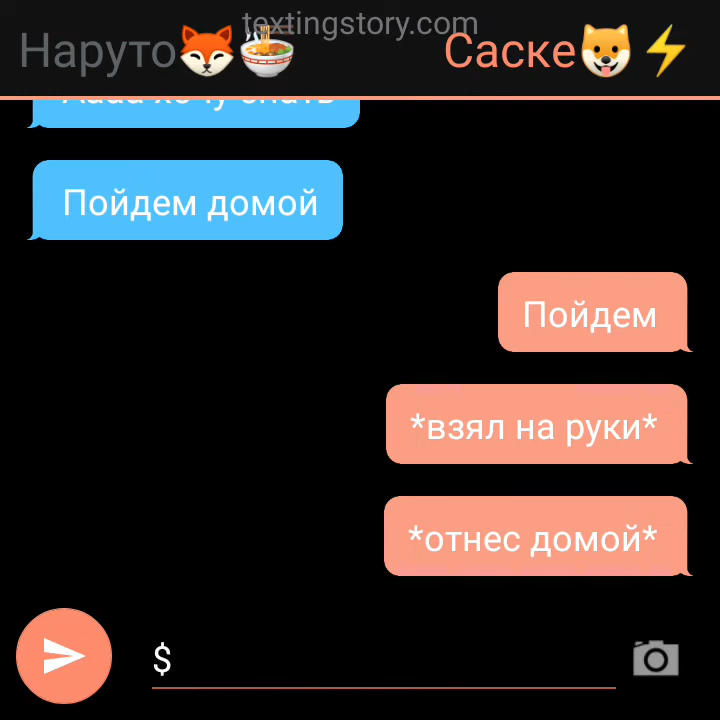 textingstory.com
Наруто🦊🍜
Саске🐶⚡
Пойдем домой
Пойдем
*взял на руки*
*отнес домой*
$